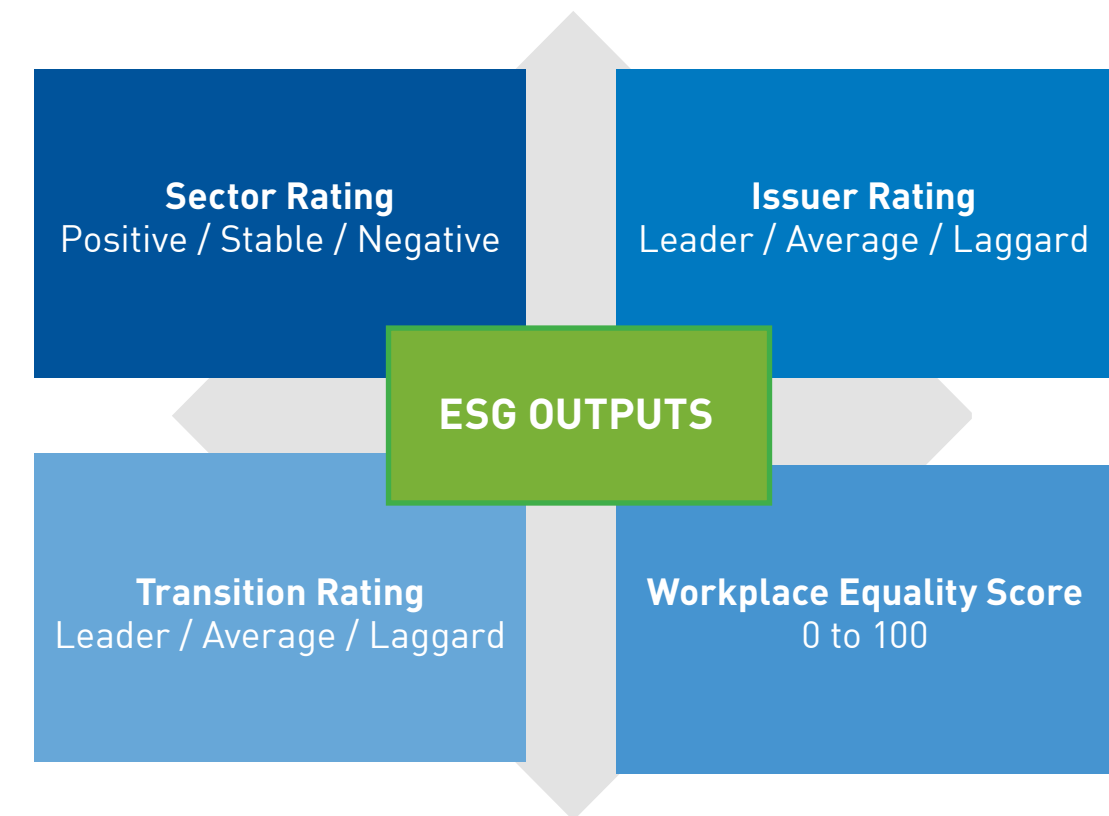 Sector Rating
Positive / Stable / Negative
Issuer Rating
Leader / Average / Laggard
ESG OUTPUTS
Transition Rating
Leader / Average / Laggard
Workplace Equality Score
0 to 100